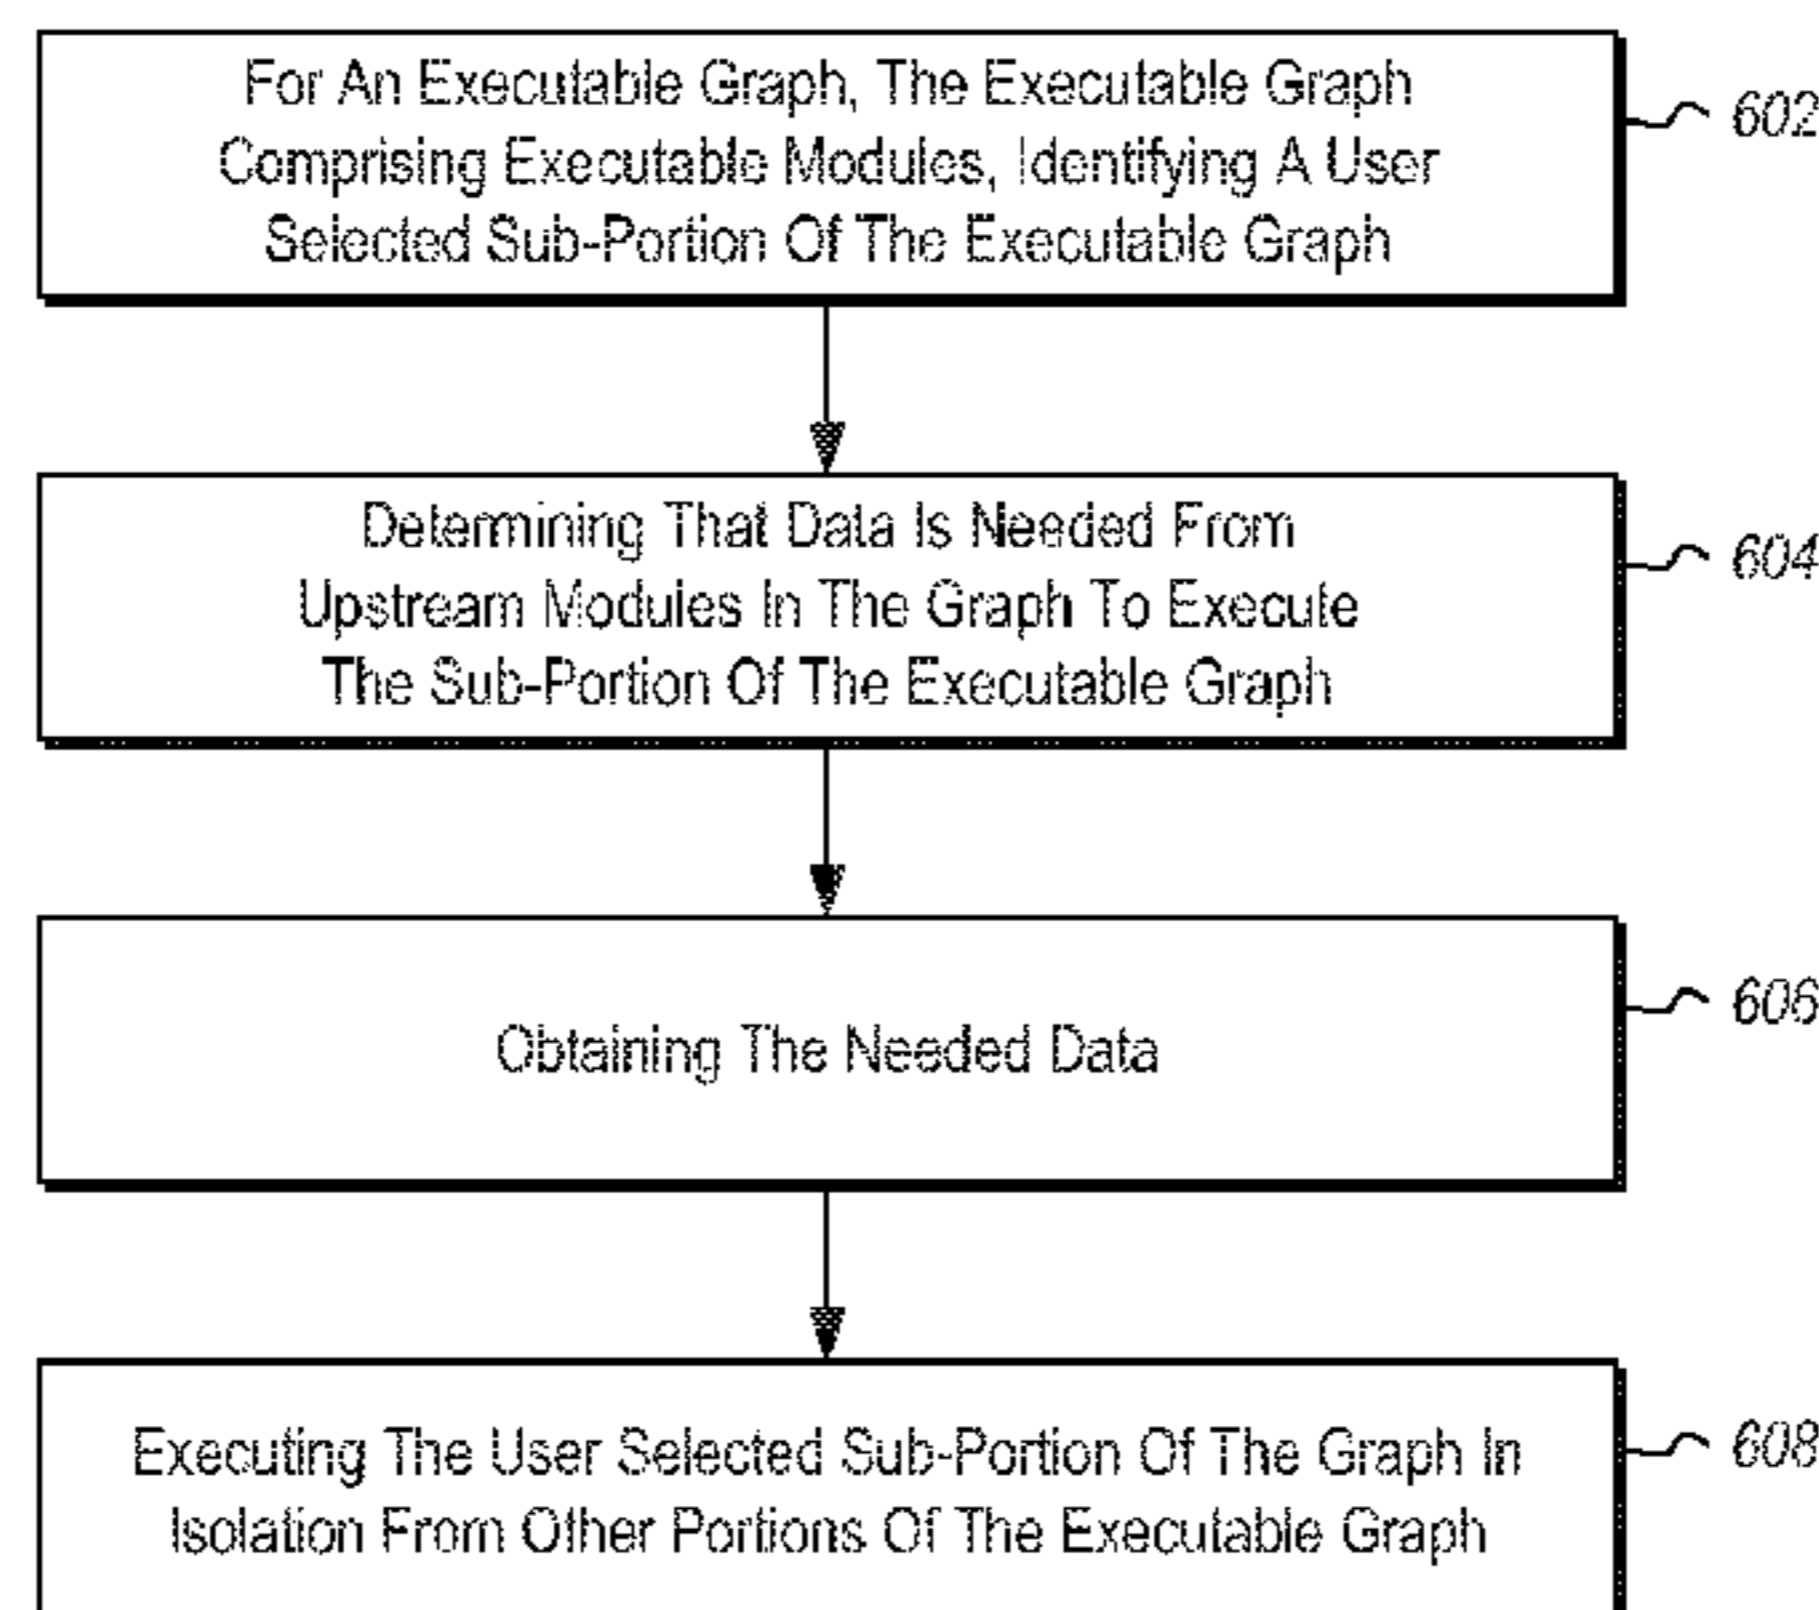 For An Executable Graph, The Executable Graph
Comprising Executable Modules, Identifying A User
Selected Sub-Portion Of The Executable Graph
602
Determining That Data Is Needed From
Upstream Modules In The Graph To Execute
The Sub-Portion Of The Executable Graph
604
Obtaining The Needed Data
606
Executing The User Selected Sub-Portion Of The Graph In
Isolation From Other Portions Of The Executable Graph
608